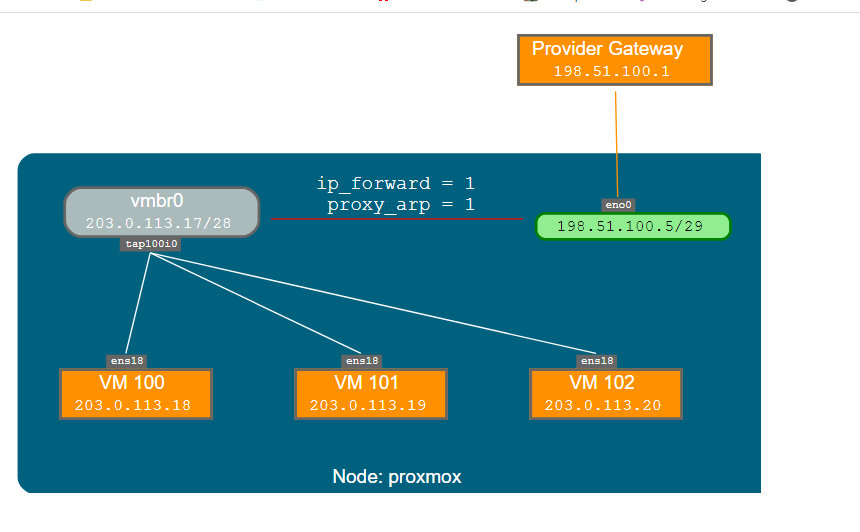 Provider Gateway
198.51.100.1
ip_forward = 1
proxy_arp = 1
vmbr0
203.0.113.17/28
tap100i0
eno0
198.51.100.5/29
ens18
ens18
ens18
VM 100
203.0.113.18
VM 101
203.0.113.19
VM 102
203.0.113.20
Node: proxmox